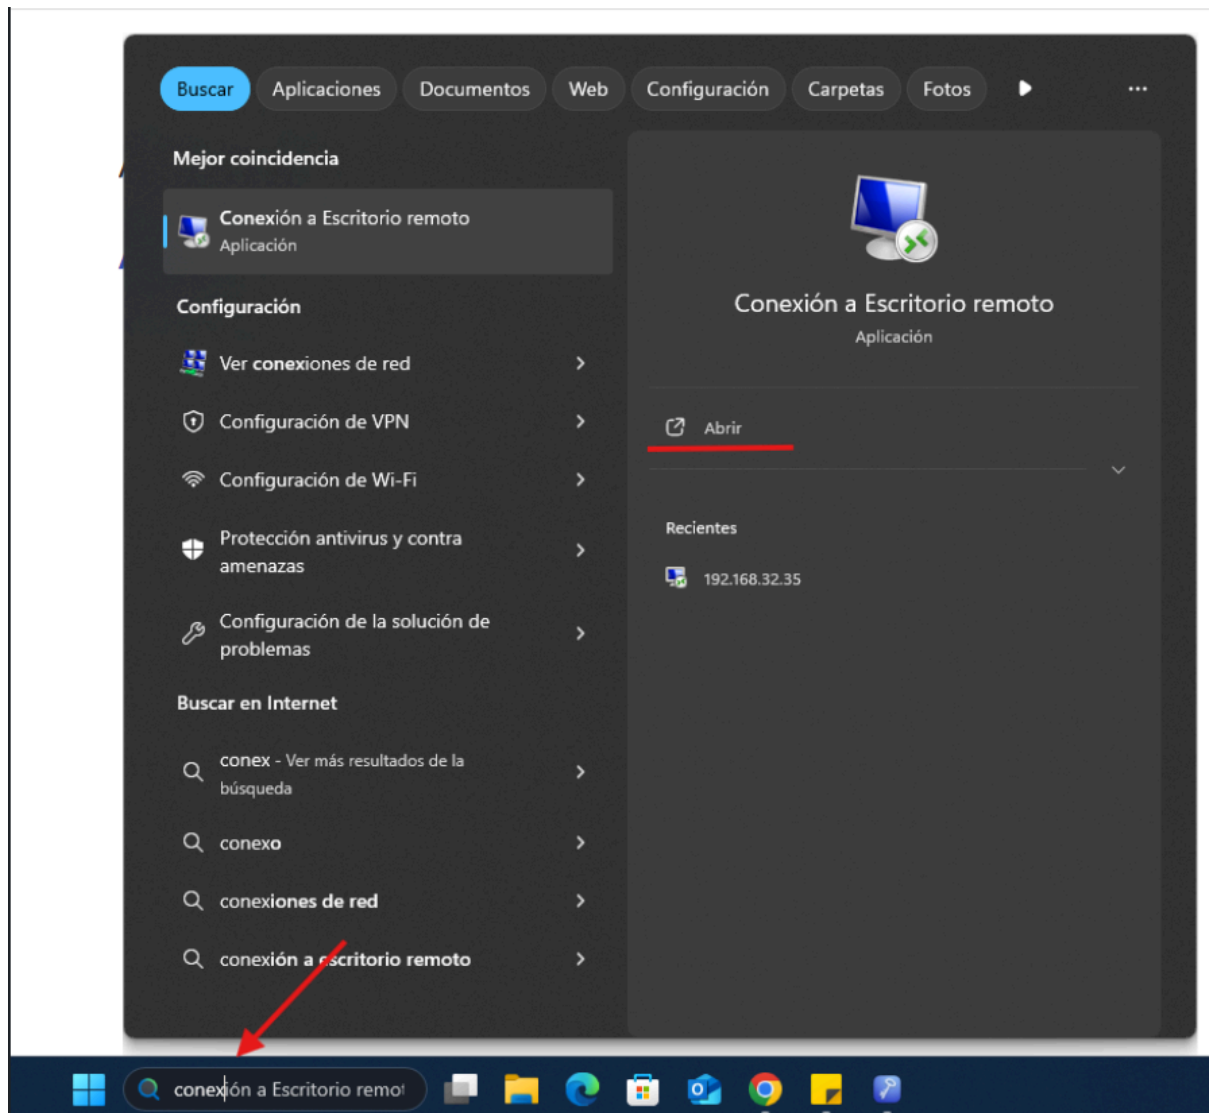 Buscar Aplicaciones Documentos Web Configuración Carpetas Fotos
Mejor coincidencia
Conexión a Escritorio remoto
Aplicación
Configuración
Ver conexiones de red
Configuración de VPN
Configuración de Wi-Fi
Protección antivirus y contra
amenazas
Configuración de la solución de
problemas
Buscar en Internet
conex - Ver más resultados de la
búsqueda
conexo
conexiones de red
conexión a escritorio remoto
Conexión a Escritorio remoto
Aplicación
Abrir
Recientes
192.168.32.35
conexión a Escritorio remot